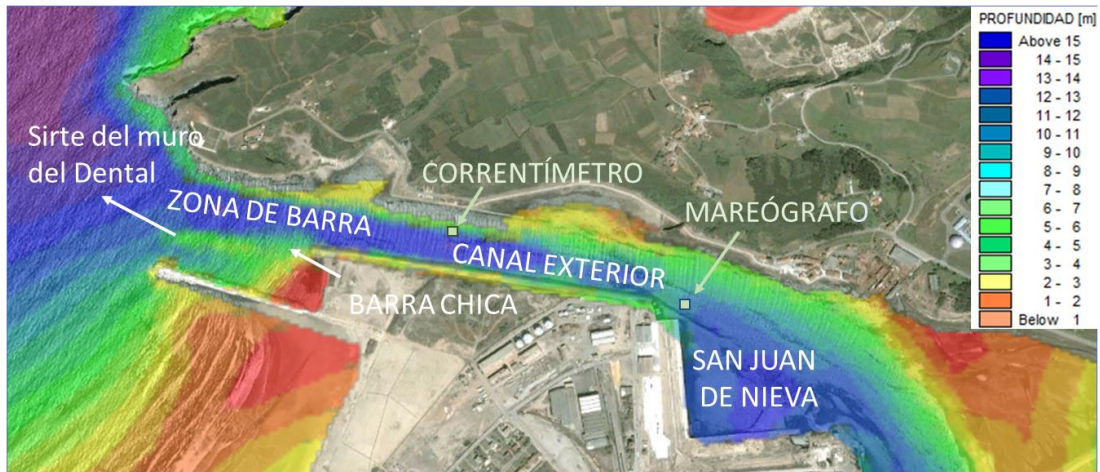 PROFUNDIDAD [m]
Above 15
14 - 15
13 - 14
12 - 13
11 - 12
10 - 11
9 - 10
8 - 9
7 - 8
6 - 7
5 - 6
4 - 5
3 - 4
2 - 3
1 - 2
Below 1
Sirte del muro
del Dental
ZONA DE BARRA
CORRENTÍMETRO
MAREÓGRAFO
CANAL EXTERIOR
BARRA CHICA
SAN JUAN
DE NIEVA